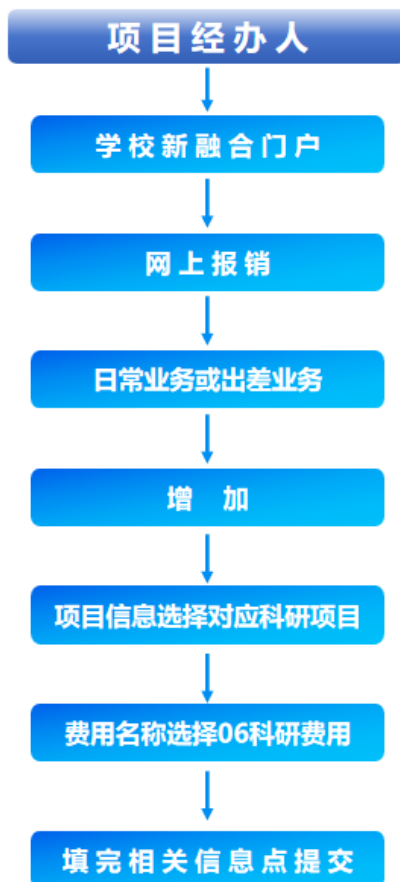 项目经办人
学校新融合门户
网上报销
日常业务或出差业务
增 加
项目信息选择对应科研项目
费用名称选择06科研费用
填完相关信息点提交